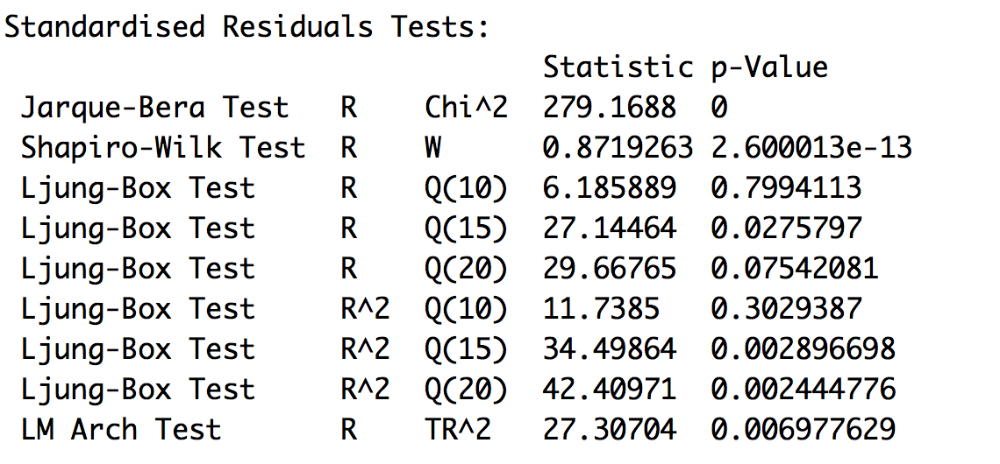 Standardised Residuals Tests:
                                Statistic p-Value
 Jarque-Bera Test   R    Chi^2  279.1688  0
 Shapiro-Wilk Test  R    W      0.8719263 2.600013e-13
 Ljung-Box Test     R    Q(10)  6.185889  0.7994113
 Ljung-Box Test     R    Q(15)  27.14464  0.0275797
 Ljung-Box Test     R    Q(20)  29.66765  0.07542081
 Ljung-Box Test     R^2  Q(10)  11.7385   0.3029387
 Ljung-Box Test     R^2  Q(15)  34.49864  0.002896698
 Ljung-Box Test     R^2  Q(20)  42.40971  0.002444776
 LM Arch Test       R    TR^2   27.30704  0.006977629